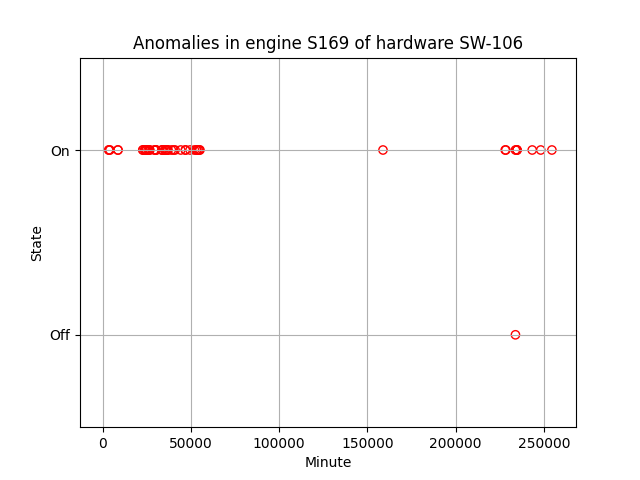 Anomalies in engine S169 of hardware SW-106
On
State
Off
0 50000 100000 150000 200000 250000
Minute